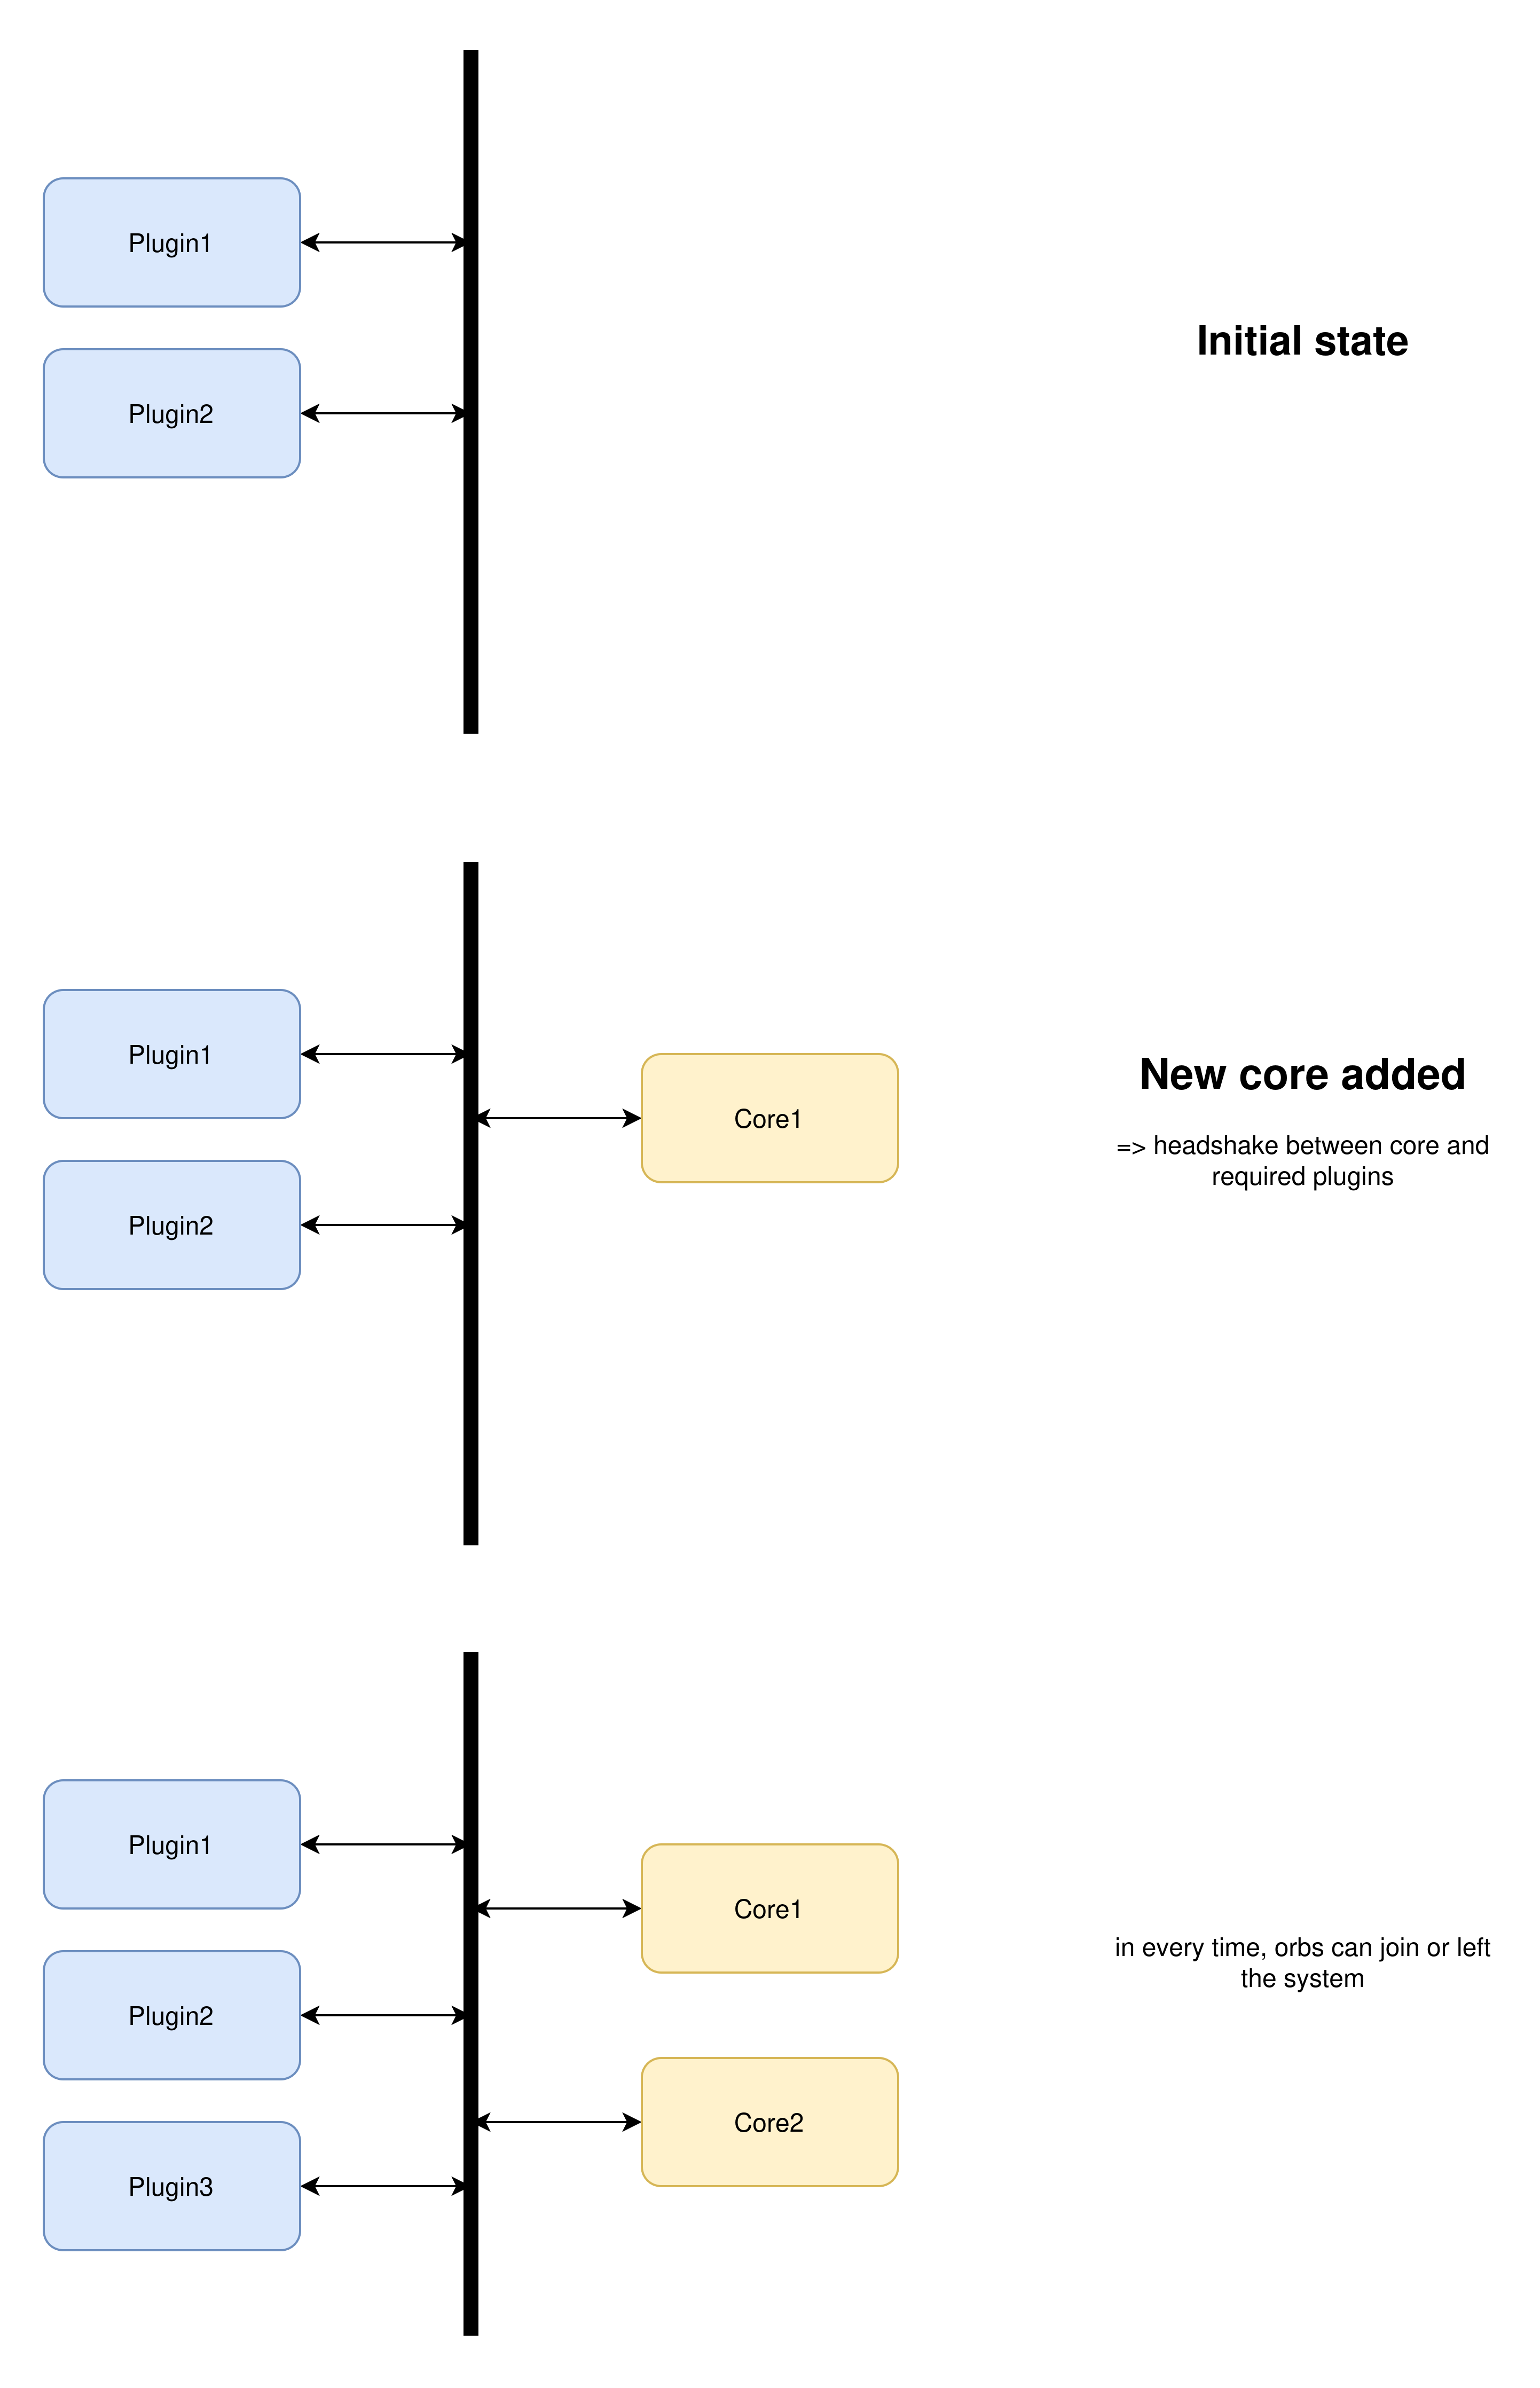 Plugin1
Initial state
Plugin2
Plugin1
New core added
Core1
=> headshake between core and
required plugins
Plugin2
Plugin1
Core1
in every time, orbs can join or left
the system
Plugin2
Core2
Plugin3